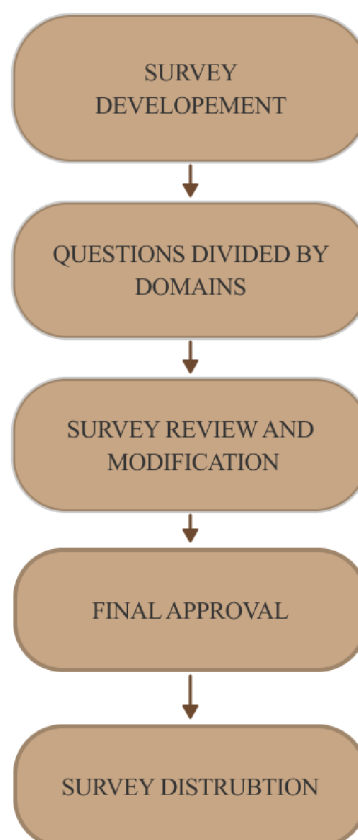 SURVEY
DEVELOPEMENT
QUESTIONS DIVIDED BY
DOMAINS
SURVEY REVIEW AND
MODIFICATION
FINAL APPROVAL
SURVEY DISTRUBTION